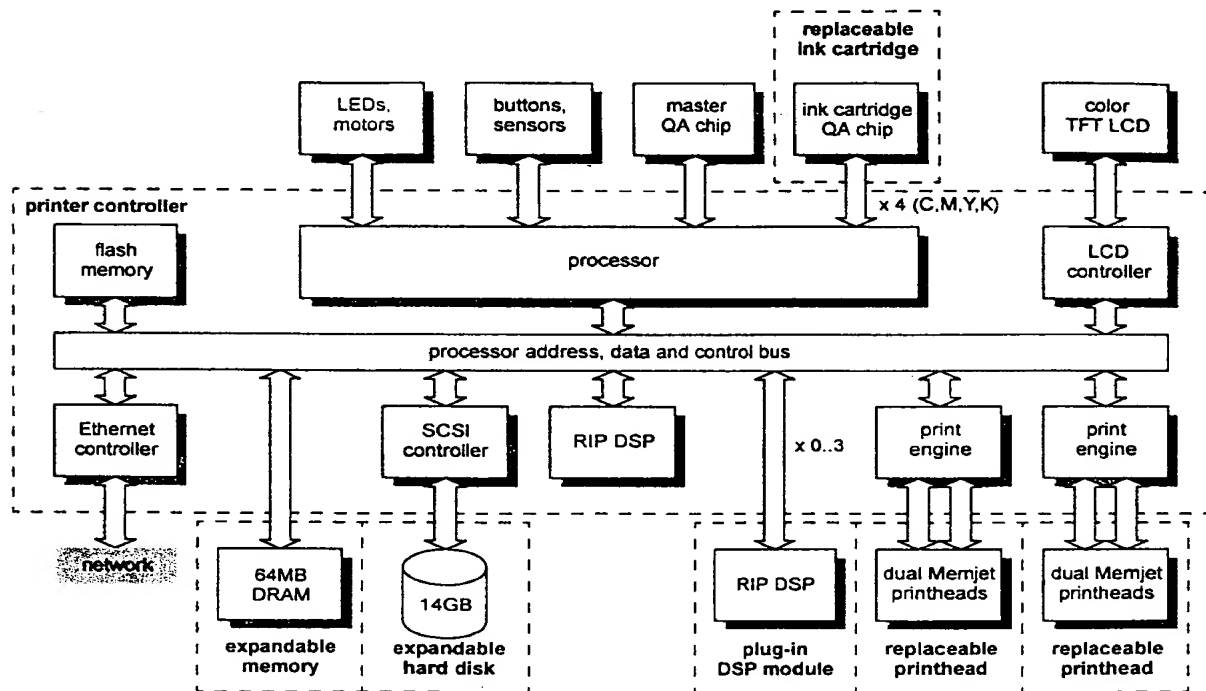 replaceable
ink cartridge
LEDs,
motors
buttons,
sensors
master
QA chip
ink cartridge
QA chip
color
TFT LCD
printer controller
x 4 (C,M,Y,K)
flash
memory
processor
LCD
controller
processor address, data and control bus
Ethernet
controller
SCSI
controller
RIP DSP
x 0..3
print
engine
print
engine
network
64MB
DRAM
14GB
RIP DSP
dual Memjet
printheads
dual Memjet
printheads
expandable
memory
expandable
hard disk
plug-in
DSP module
replaceable
printhead
replaceable
printhead